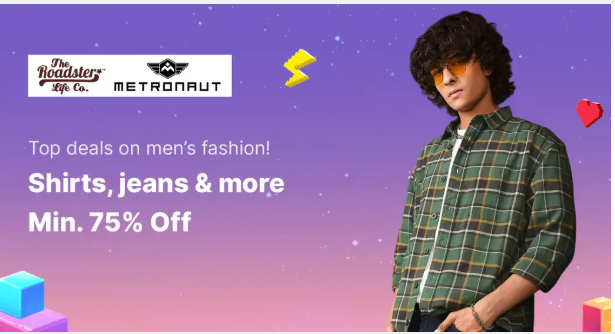 The
Roadster
Life Co.
METRONAUT
Top deals on men's fashion!
Shirts, jeans & more
Min. 75% Off